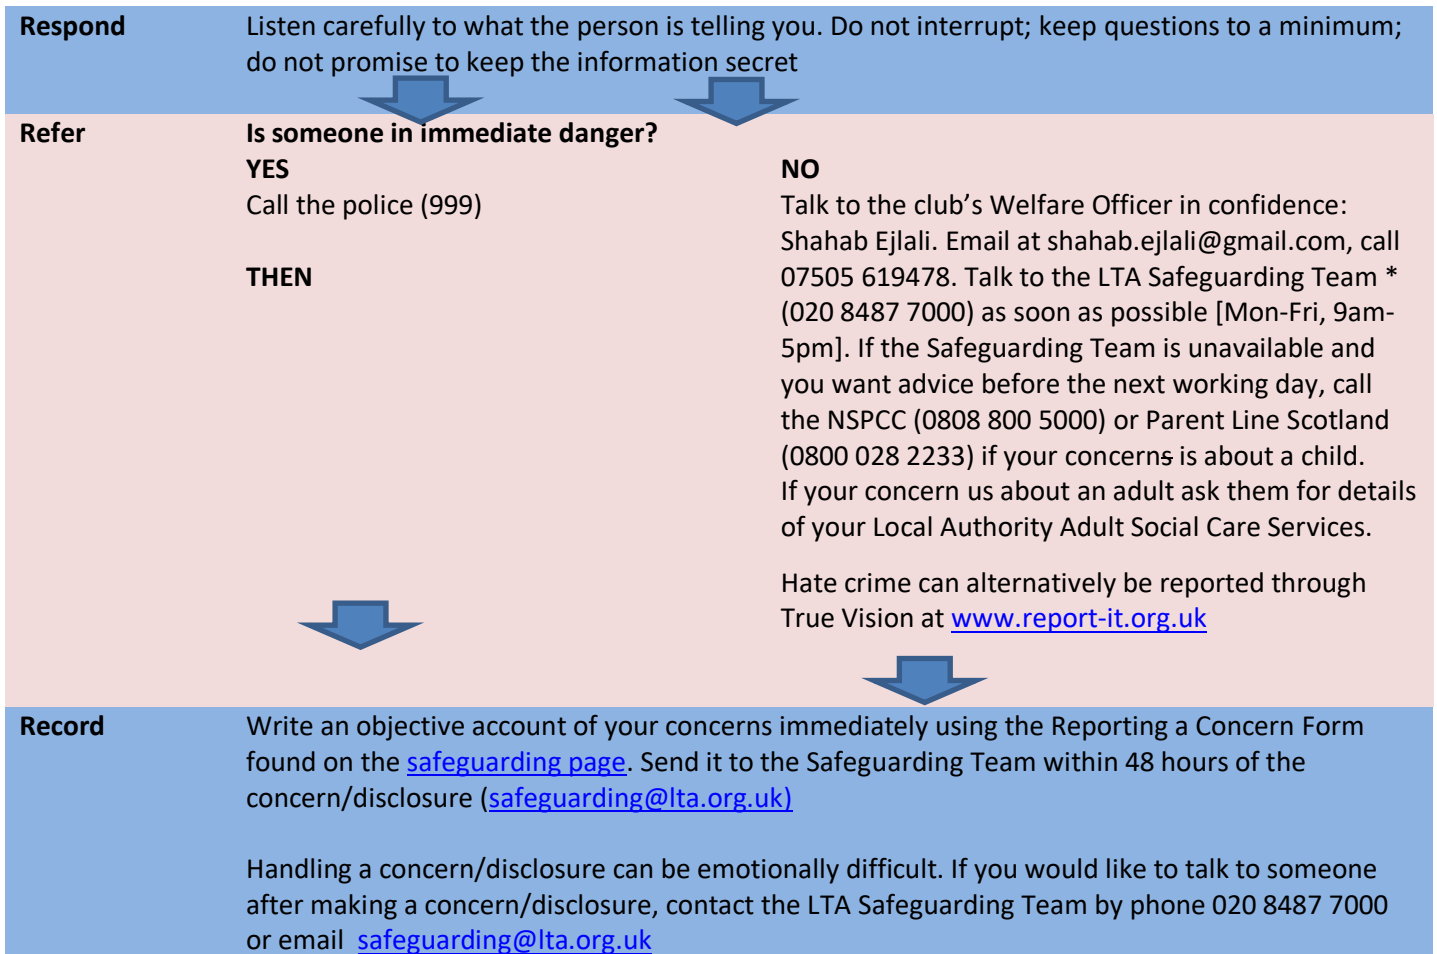 Respond
Listen carefully to what the person is telling you. Do not interrupt; keep questions to a minimum;
do not promise to keep the information secret
Refer
Is someone in immediate danger?
YES
Call the police (999)
THEN
NO
Talk to the club’s Welfare Officer in confidence:
Shahab Ejlali. Email at shahab.ejlali@gmail.com, call
07505 619478. Talk to the LTA Safeguarding Team *
(020 8487 7000) as soon as possible [Mon-Fri, 9am-
5pm]. If the Safeguarding Team is unavailable and
you want advice before the next working day, call
the NSPCC (0808 800 5000) or Parent Line Scotland
(0800 028 2233) if your concerns is about a child.
If your concern us about an adult ask them for details
of your Local Authority Adult Social Care Services.
Hate crime can alternatively be reported through
True Vision at www.report-it.org.uk
Record
Write an objective account of your concerns immediately using the Reporting a Concern Form
found on the safeguarding page. Send it to the Safeguarding Team within 48 hours of the
concern/disclosure (safeguarding@lta.org.uk)
Handling a concern/disclosure can be emotionally difficult. If you would like to talk to someone
after making a concern/disclosure, contact the LTA Safeguarding Team by phone 020 8487 7000
or email safeguarding@lta.org.uk